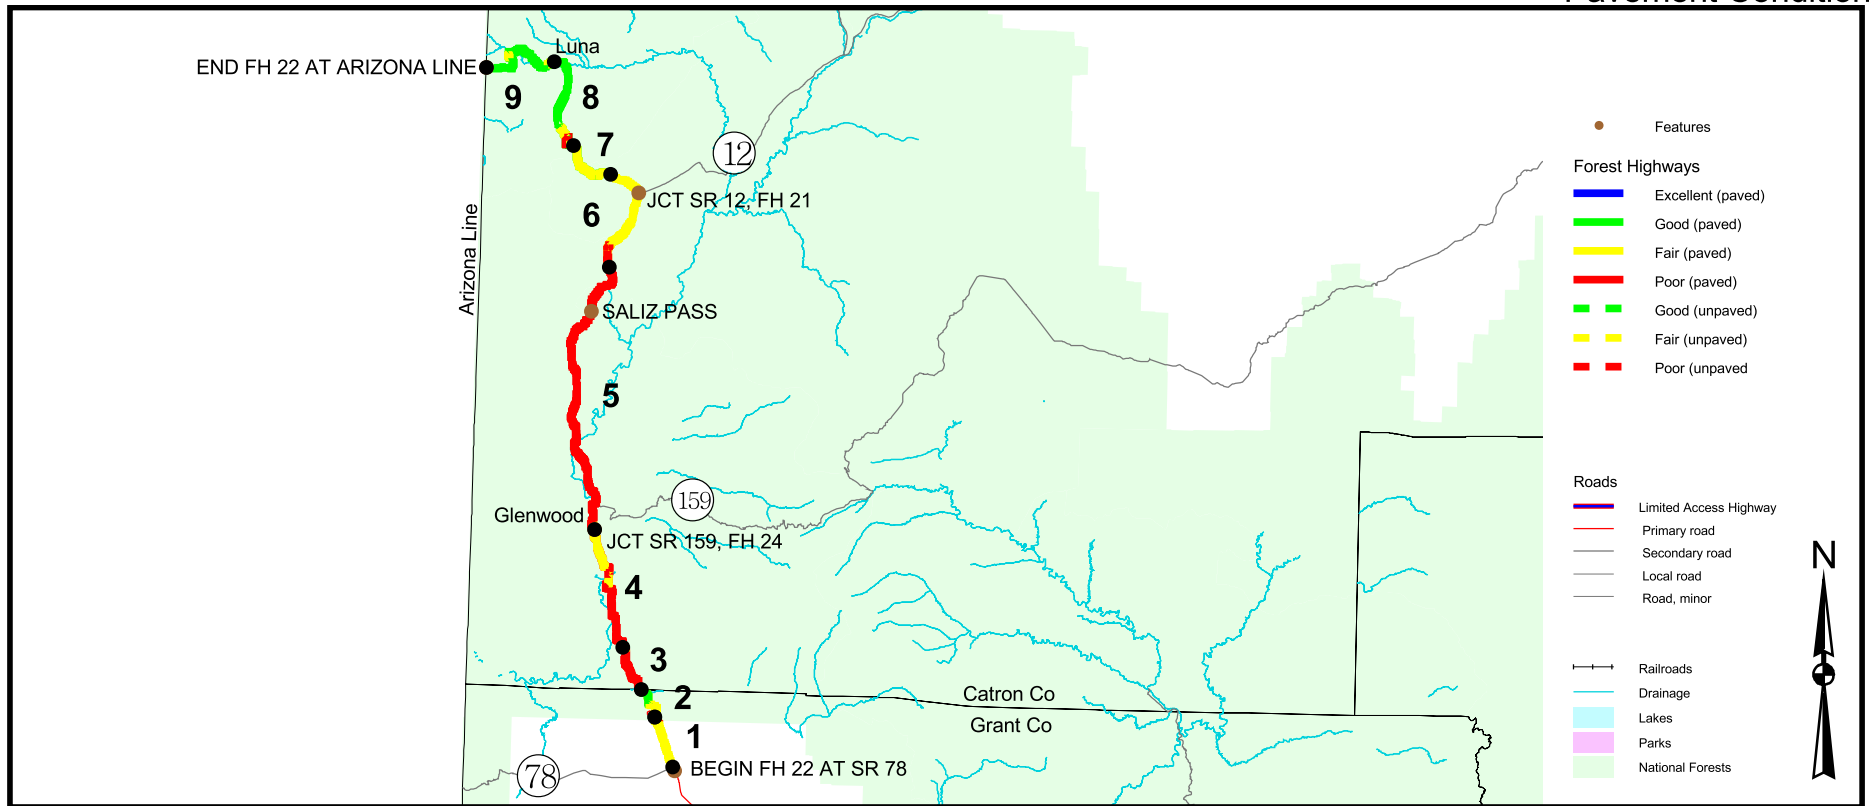 Pavement Condition
END FH 22 AT ARIZONA LINE
Luna
9
8
7
12
JCT SR 12, FH 21
6
Arizona Line
SALIZ PASS
5
159
Glenwood
JCT SR 159, FH 24
4
3
2
Catron Co
Grant Co
1
BEGIN FH 22 AT SR 78
78
Features
Forest Highways
Excellent (paved)
Good (paved)
Fair (paved)
Poor (paved)
Good (unpaved)
Fair (unpaved)
Poor (unpaved
Roads
Limited Access Highway
Primary road
Secondary road
Local road
Road, minor
N
Railroads
Drainage
Lakes
Parks
National Forests